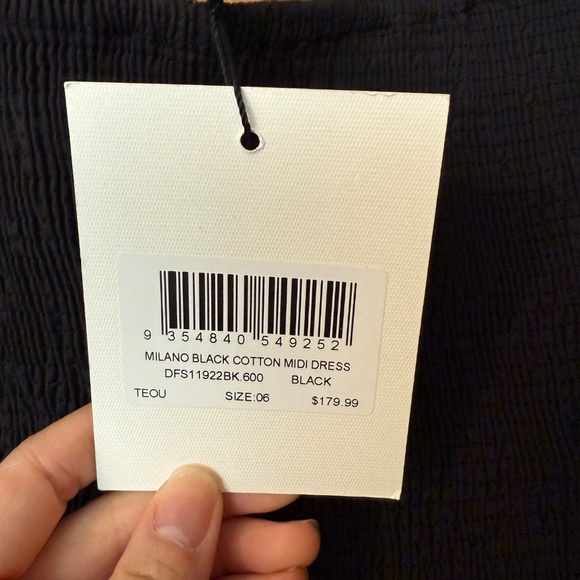 9 354840 549252
MILANO BLACK COTTON MIDI DRESS
DFS11922BK.600 BLACK
TEOU SIZE:06 $179.99